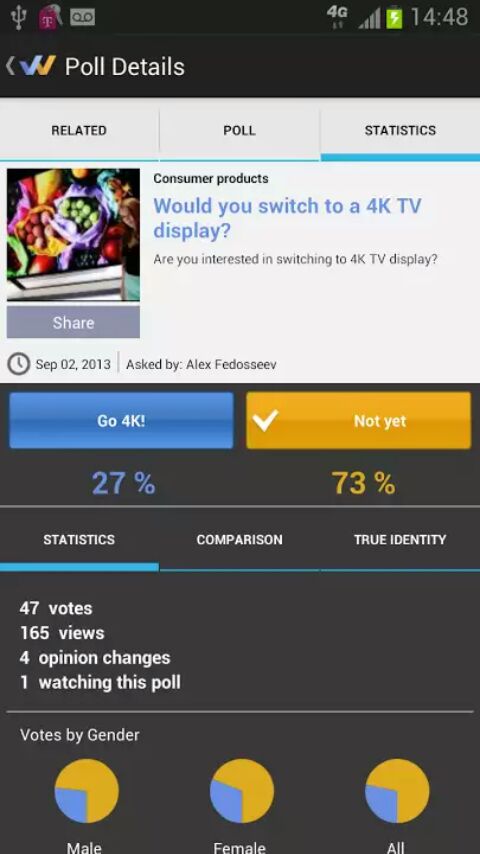 4G 14:48
Poll Details
RELATED POLL STATISTICS
Consumer products
Would you switch to a 4K TV
display?
Are you interested in switching to 4K TV display?
Share
Sep 02, 2013 Asked by: Alex Fedosseev
Go 4K! Not yet
27 % 73 %
STATISTICS COMPARISON TRUE IDENTITY
47 votes
165 views
4 opinion changes
1 watching this poll
Votes by Gender
Male Female All